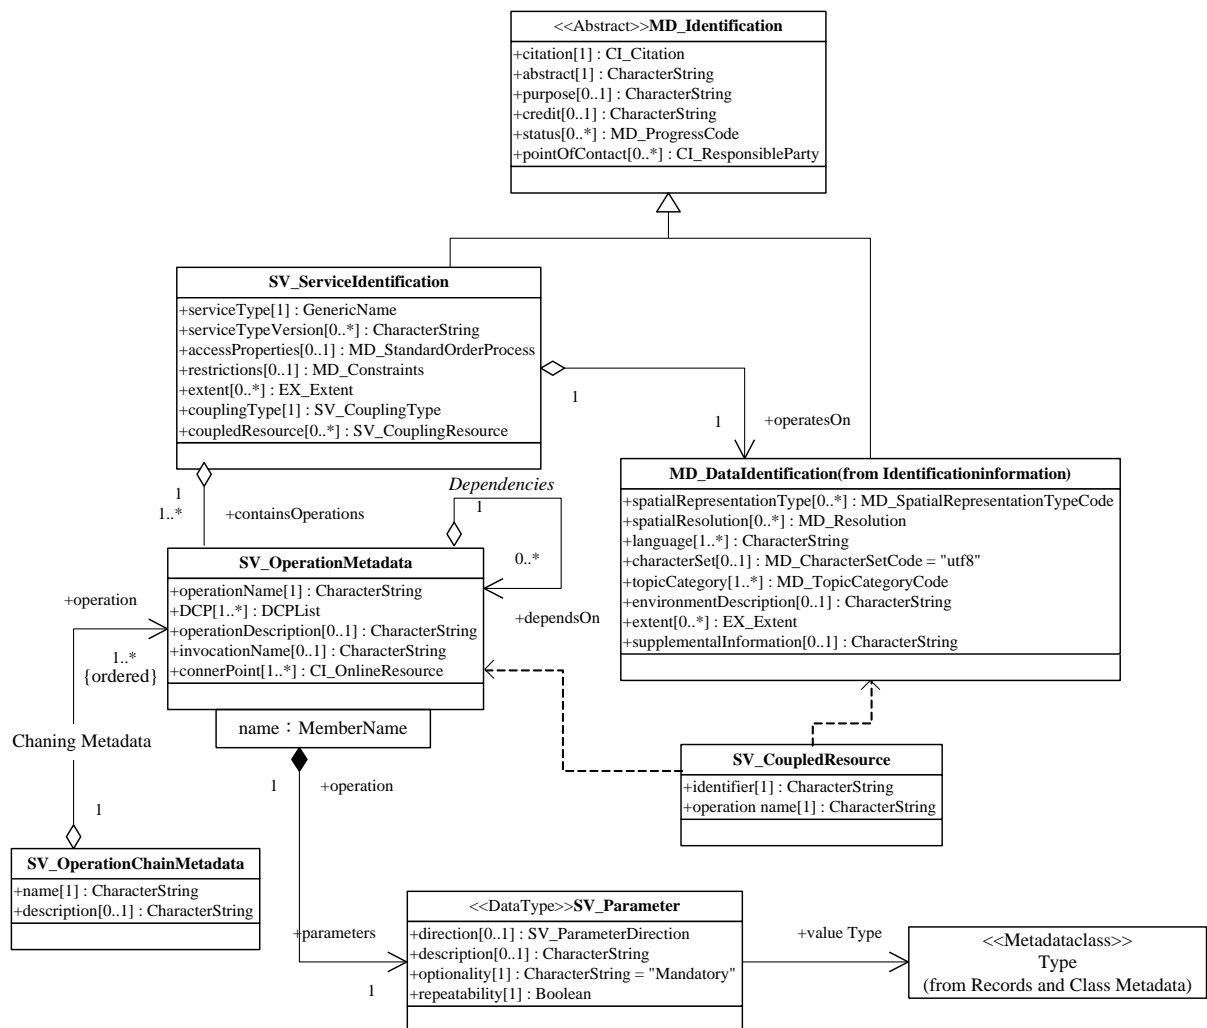 <<Abstract>>MD_Identification
+citation[1] : CI_Citation
+abstract[1] : CharacterString
+purpose[0..1] : CharacterString
+credit[0..1] : CharacterString
+status[0..*] : MD_ProgressCode
+pointOfContact[0..*] : CI_ResponsibleParty
SV_ServiceIdentification
+serviceType[1] : GenericName
+serviceTypeVersion[0..*] : CharacterString
+accessProperties[0..1] : MD_StandardOrderProcess
+restrictions[0..1] : MD_Constraints
+extent[0..*] : EX_Extent
+couplingType[1] : SV_CouplingType
+coupledResource[0..*] : SV_CouplingResource
1
1
+operatesOn
MD_DataIdentification(from Identificationinformation)
+spatialRepresentationType[0..*] : MD_SpatialRepresentationTypeCode
+spatialResolution[0..*] : MD_Resolution
+language[1..*] : CharacterString
+characterSet[0..1] : MD_CharacterSetCode = "utf8"
+topicCategory[1..*] : MD_TopicCategoryCode
+environmentDescription[0..1] : CharacterString
+extent[0..*] : EX_Extent
+supplementalInformation[0..1] : CharacterString
1
1..*
+containsOperations
Dependencies
1
0..*
+dependsOn
SV_OperationMetadata
+operationName[1] : CharacterString
+DCP[1..*] : DCPList
+operationDescription[0..1] : CharacterString
+invocationName[0..1] : CharacterString
+connerPoint[1..*] : CI_OnlineResource
name：MemberName
+operation
1..*
{ordered}
Chaning Metadata
1
1
+operation
SV_CoupledResource
+identifier[1] : CharacterString
+operation name[1] : CharacterString
SV_OperationChainMetadata
+name[1] : CharacterString
+description[0..1] : CharacterString
+parameters
1
<<DataType>>SV_Parameter
+direction[0..1] : SV_ParameterDirection
+description[0..1] : CharacterString
+optionality[1] : CharacterString = "Mandatory"
+repeatability[1] : Boolean
+value Type
<<Metadataclass>>
Type
(from Records and Class Metadata)